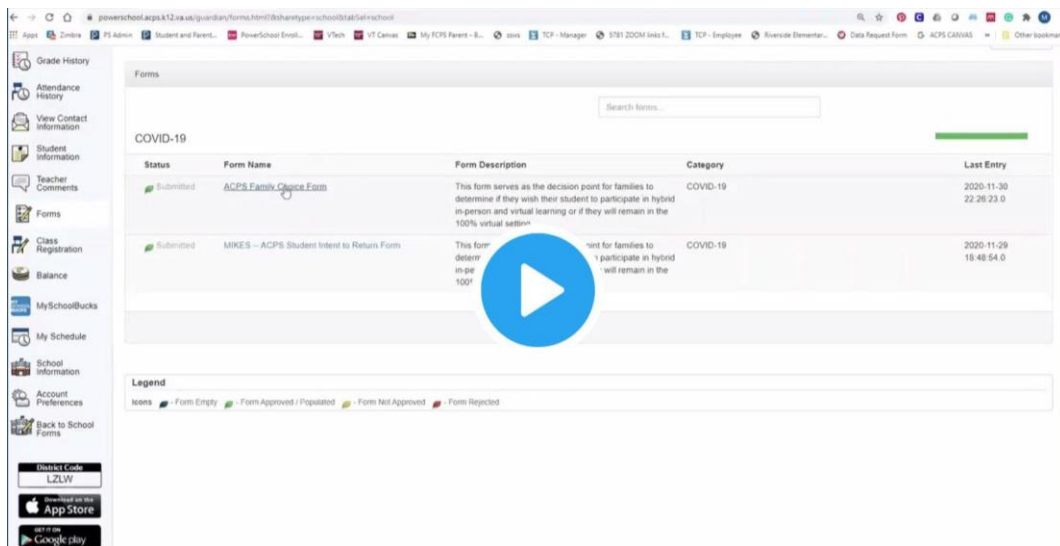 powerschool.acps.k12.va.us/guardian/forms.html?&sharetype=school&tabSel=school
Apps Zimbra PS Admin Student and Parent... PowerSchool Enroll... VTech VT Canvas My FCPS Parent - B... TCP - Manager 5781 ZOOM links f... TCP - Employee Riverside Elementar... Data Request Form ACPS CANVAS Other bookmar
Grade History
Attendance
History
View Contact
Information
Student
Information
Teacher
Comments
Forms
Class
Registration
Balance
MySchoolBucks
My Schedule
School
Information
Account
Preferences
Back to School
Forms
District Code
LZLW
Download on the
App Store
GET IT ON
Google play
Forms
Search forms...
COVID-19
Status Form Name Form Description Category Last Entry
Submitted ACPS Family Choice Form This form serves as the decision point for families to COVID-19 2020-11-30
determine if they wish their student to participate in hybrid 22:26:23.0
in-person and virtual learning or if they will remain in the
100% virtual setting
Submitted MIKES -- ACPS Student Intent to Return Form This form int for families to COVID-19 2020-11-29
determ participate in hybrid 18:48:54.0
in-pe will remain in the
100%
Legend
Icons - Form Empty - Form Approved / Populated - Form Not Approved - Form Rejected